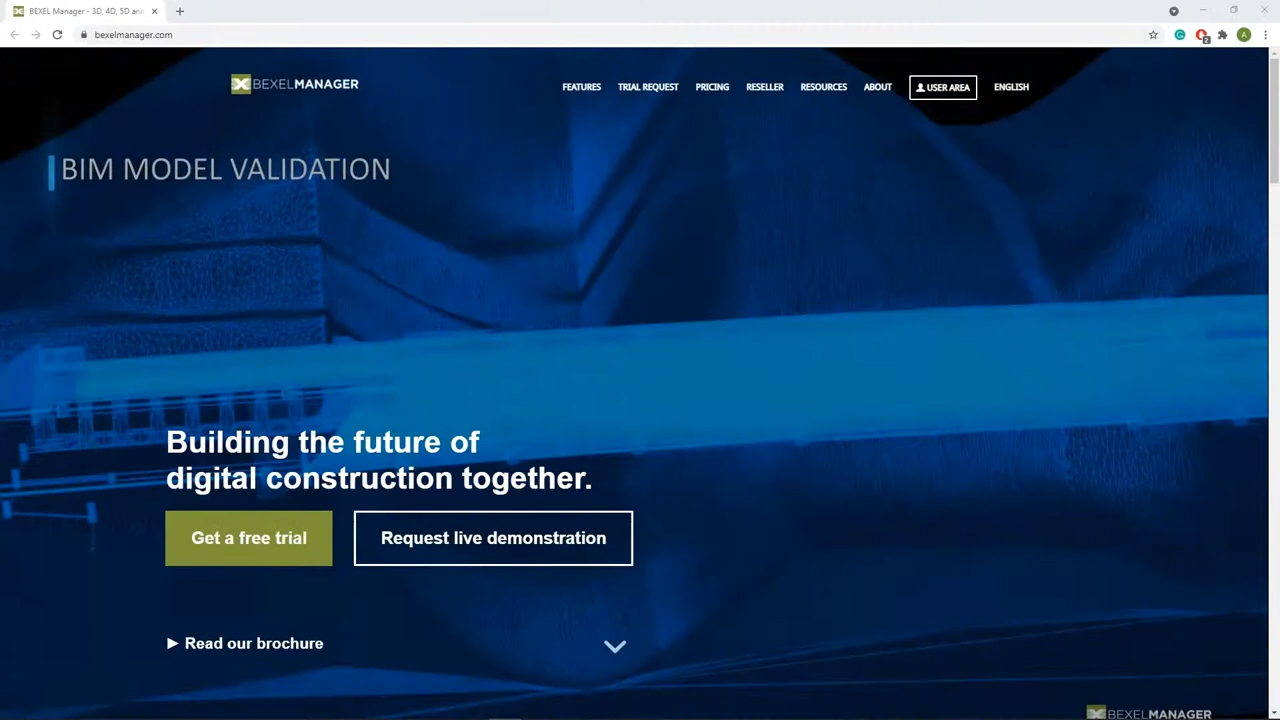 BEXEL Manager - 3D, 4D, 5D and
bexelmanager.com
2
A
BEXELMANAGER
FEATURES
TRIAL REQUEST
PRICING
RESELLER
RESOURCES
ABOUT
USER AREA
ENGLISH
BIM MODEL VALIDATION
Building the future of
digital construction together.
Get a free trial
Request live demonstration
Read our brochure
BEXELMANAGER